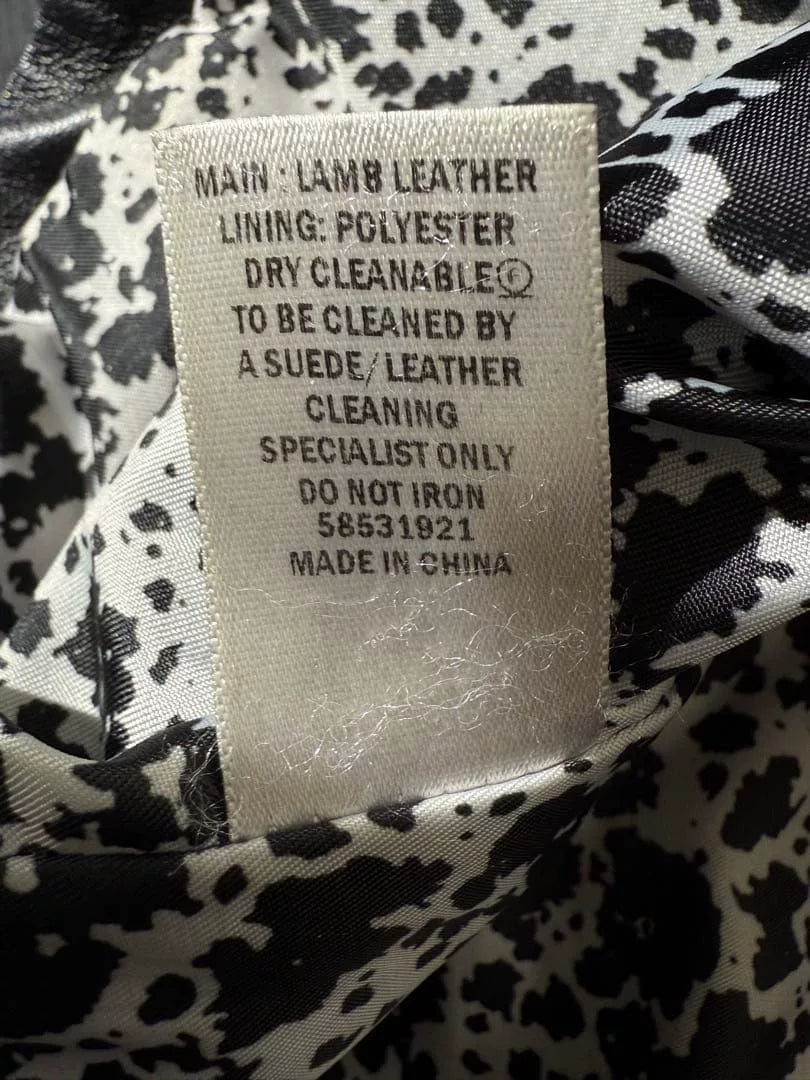 MAIN : LAMB LEATHER
LINING: POLYESTER
DRY CLEANABLE Ⓕ
TO BE CLEANED BY
A SUEDE/LEATHER
CLEANING
SPECIALIST ONLY
DO NOT IRON
58531921
MADE IN CHINA